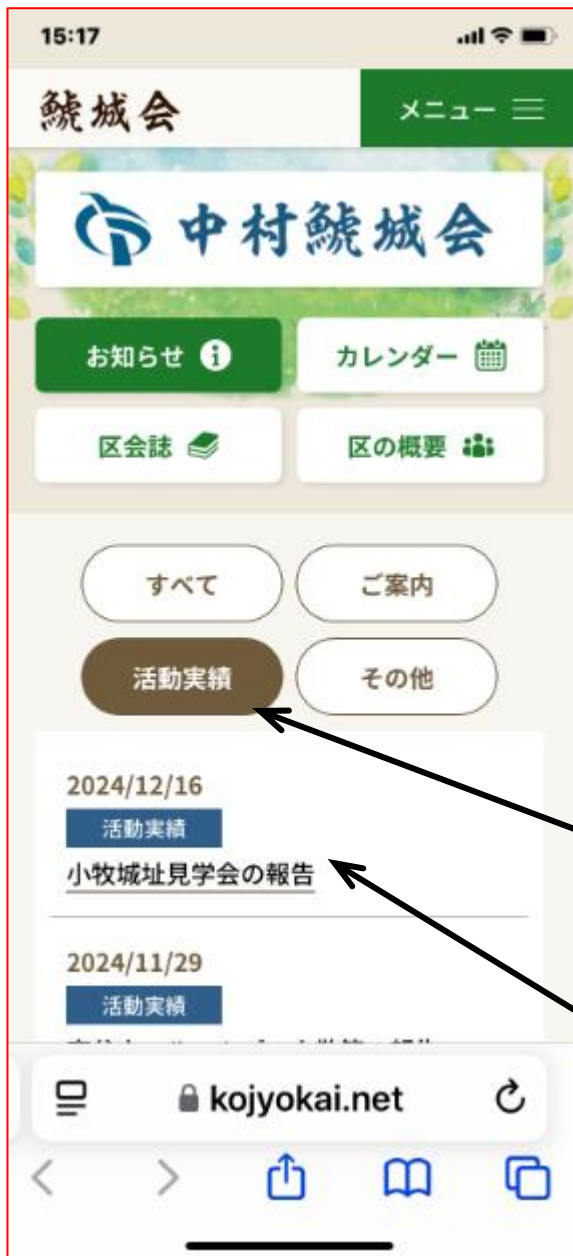 15:17
鯱城会
メニュー
中村鯱城会
お知らせ
カレンダー
区会誌
区の概要
すべて
ご案内
活動実績
その他
2024/12/16
活動実績
小牧城址見学会の報告
2024/11/29
活動実績
kojyokai.net